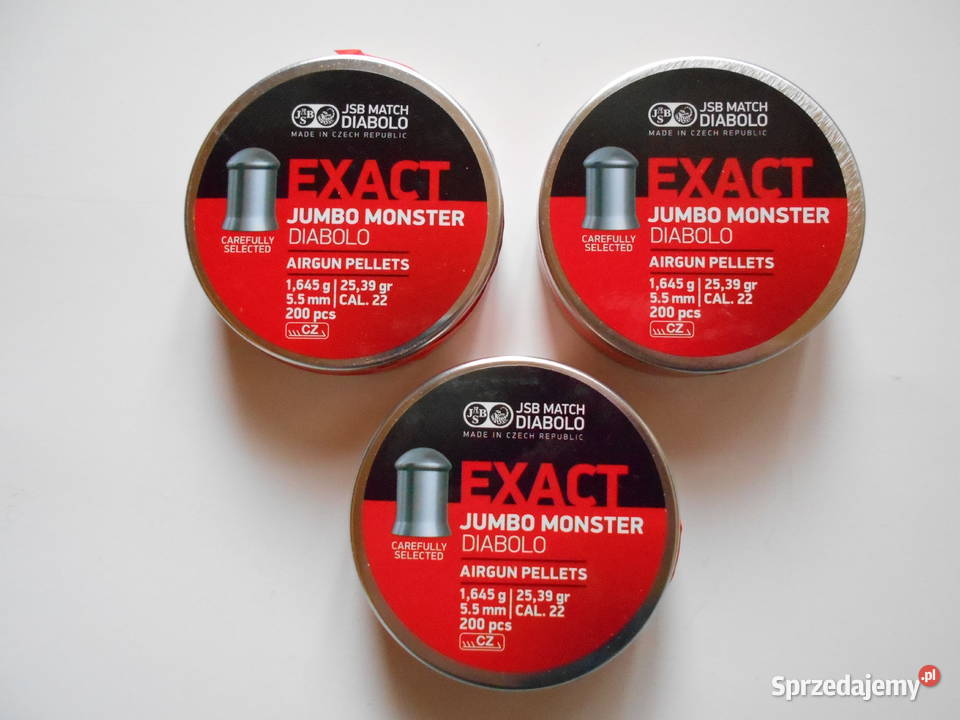 JSB JSB MATCH
DIABOLO
MADE IN CZECH REPUBLIC
EXACT
JUMBO MONSTER
DIABOLO
CAREFULLY
SELECTED
AIRGUN PELLETS
1,645 g 25,39 gr
5.5 mm CAL. 22
200 pcs
CZ
JSB JSB MATCH
DIABOLO
MADE IN CZECH REPUBLIC
EXACT
JUMBO MONSTER
DIABOLO
CAREFULLY
SELECTED
AIRGUN PELLETS
1,645 g 25,39 gr
5.5 mm CAL. 22
200 pcs
CZ
JSB JSB MATCH
DIABOLO
MADE IN CZECH REPUBLIC
EXACT
JUMBO MONSTER
DIABOLO
CAREFULLY
SELECTED
AIRGUN PELLETS
1,645 g 25,39 gr
5.5 mm CAL. 22
200 pcs
CZ
Sprzedajemy.pl